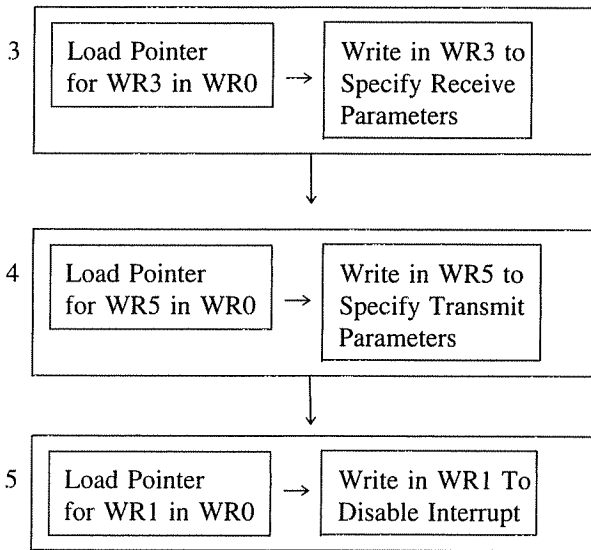 3
Load Pointer
for WR3 in WR0
→
Write in WR3 to
Specify Receive
Parameters
↓
4
Load Pointer
for WR5 in WR0
→
Write in WR5 to
Specify Transmit
Parameters
↓
5
Load Pointer
for WR1 in WR0
→
Write in WR1 To
Disable Interrupt